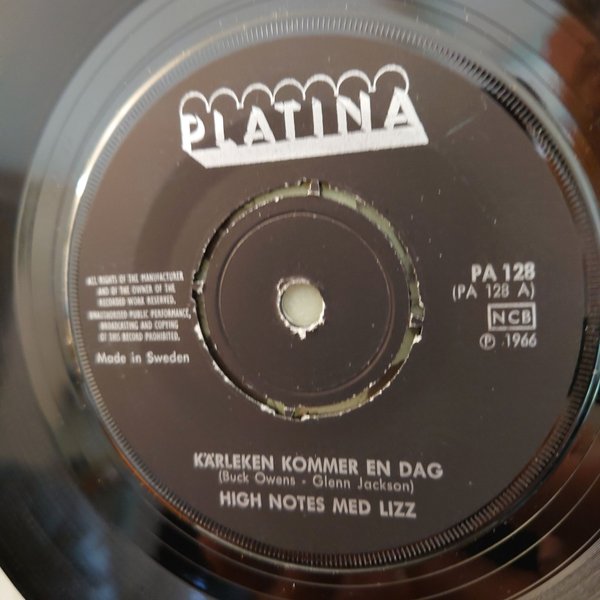 PLATINA
ALL RIGHTS OF THE MANUFACTURER
AND OF THE OWNER OF THE
RECORDED WORK RESERVED.
UNAUTHORISED PUBLIC PERFORMANCE,
BROADCASTING AND COPYING
OF THIS RECORD PROHIBITED.
Made in Sweden
PA 128
(PA 128 A)
NCB
Ⓟ 1966
KÄRLEKEN KOMMER EN DAG
(Buck Owens - Glenn Jackson)
HIGH NOTES MED LIZZ